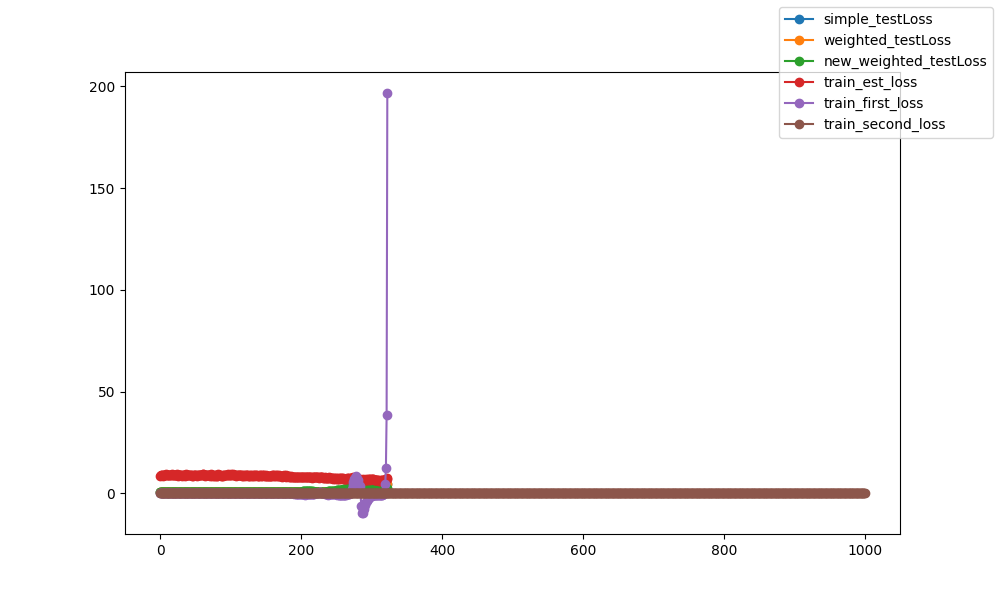 simple_testLoss
weighted_testLoss
new_weighted_testLoss
train_est_loss
train_first_loss
train_second_loss
200
150
100
50
0
0
200
400
600
800
1000